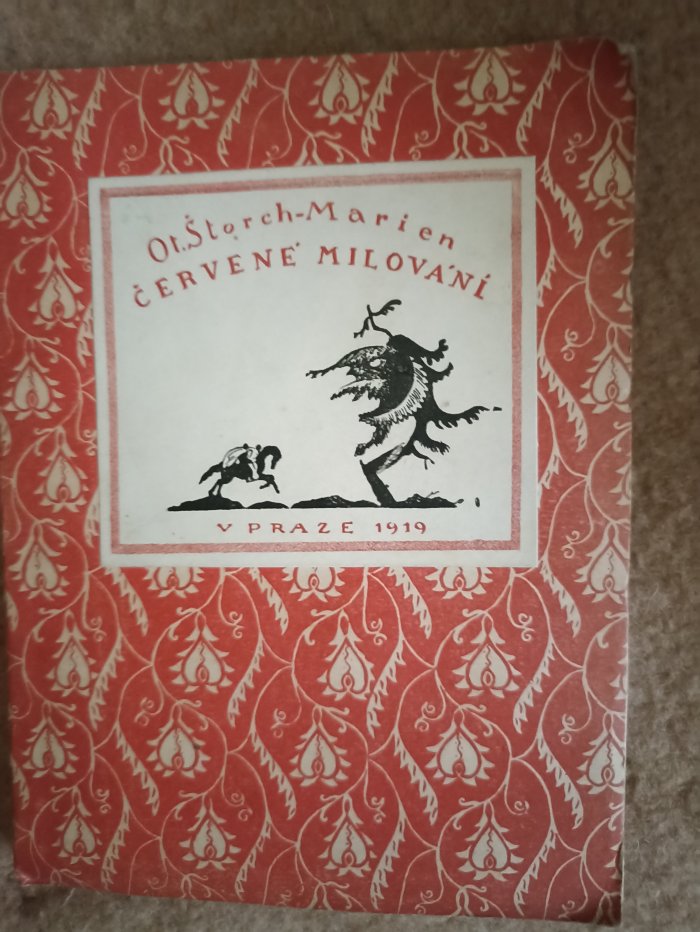 Ot. Štorch-Marien
ČERVENÉ MILOVÁNÍ
V PRAZE 1919